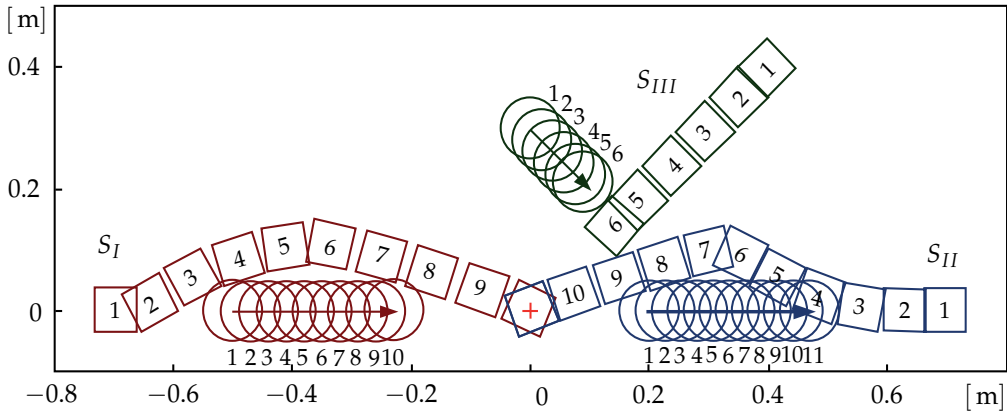 [m]
0.4
0.2
0
S_I
S_II
S_III
1 2 3 4 5 6 7 8 9
10 9 8 7 6 5 4 3 2 1
1 2 3 4 5 6
1 2 3 4 5 6
1 2 3 4 5 6 7 8 9 10
1 2 3 4 5 6 7 8 9 10 11
−0.8 −0.6 −0.4 −0.2 0 0.2 0.4 0.6 [m]